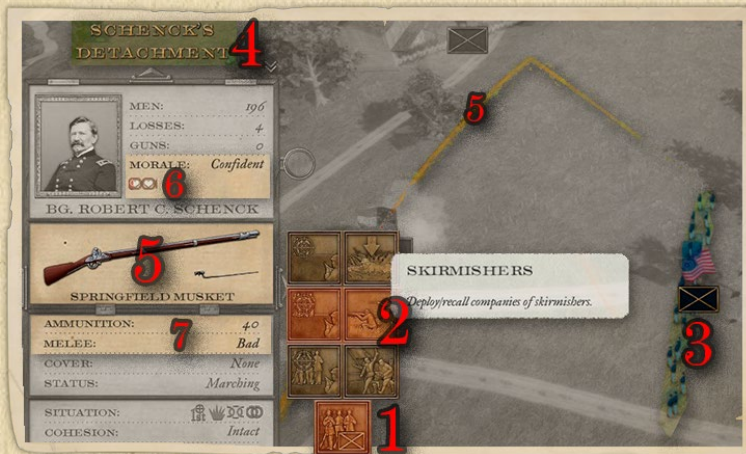 SCHENCK'S
DETACHMENT 4
MEN: 196
LOSSES: 4
GUNS: 0
MORALE: Confident
6
BG. ROBERT C. SCHENCK
5
SPRINGFIELD MUSKET
AMMUNITION: 40
7
MELEE: Bad
COVER: None
STATUS: Marching
SITUATION:
COHESION: Intact
5
SKIRMISHERS
Deploy/recall companies of skirmishers.
2
3
1